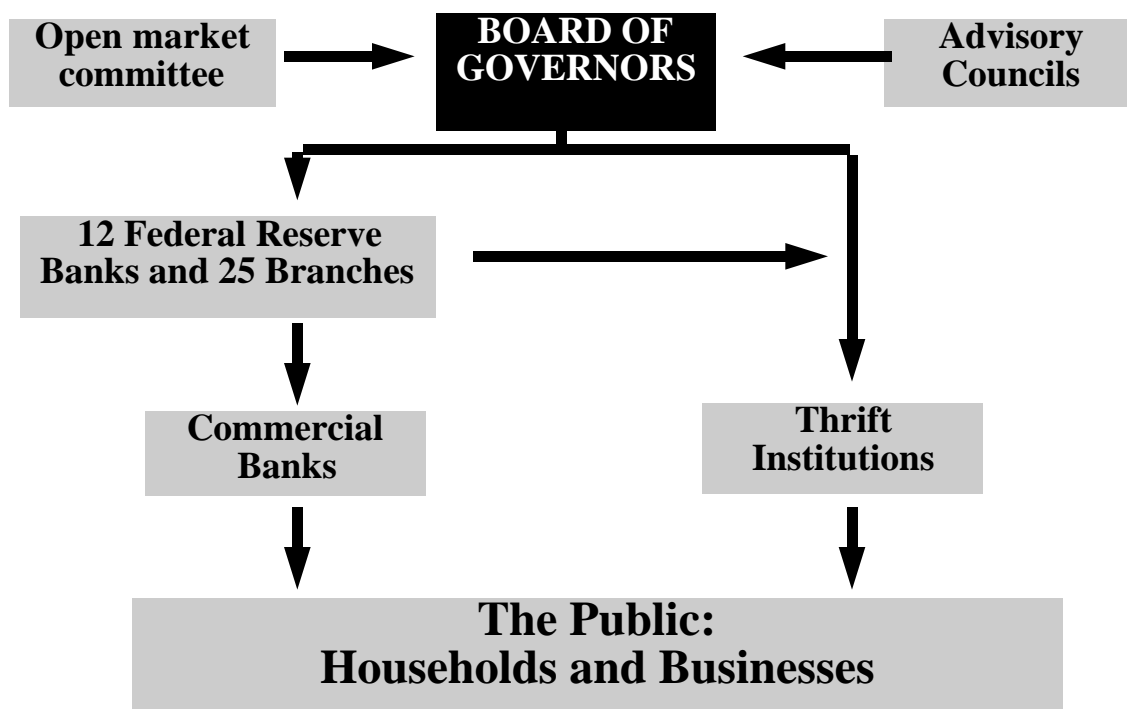 Open market
committee
BOARD OF
GOVERNORS
Advisory
Councils
12 Federal Reserve
Banks and 25 Branches
Commercial
Banks
Thrift
Institutions
The Public:
Households and Businesses